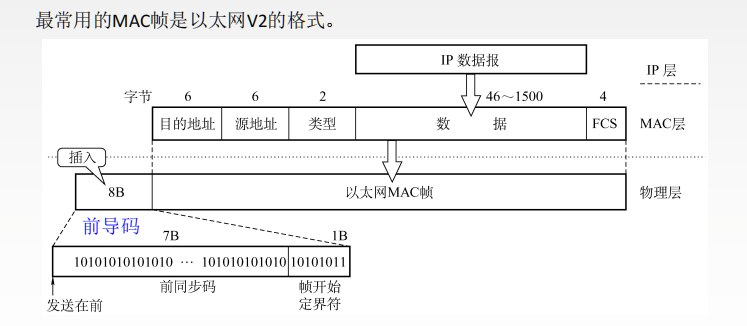 最常用的MAC帧是以太网V2的格式。
IP 数据报
IP 层
字节 6 6 2 46～1500 4
目的地址 源地址 类型 数 据 FCS MAC层
插入
8B 以太网MAC帧 物理层
前导码
7B 1B
10101010101010 ··· 101010101010 10101011
前同步码 帧开始
定界符
发送在前